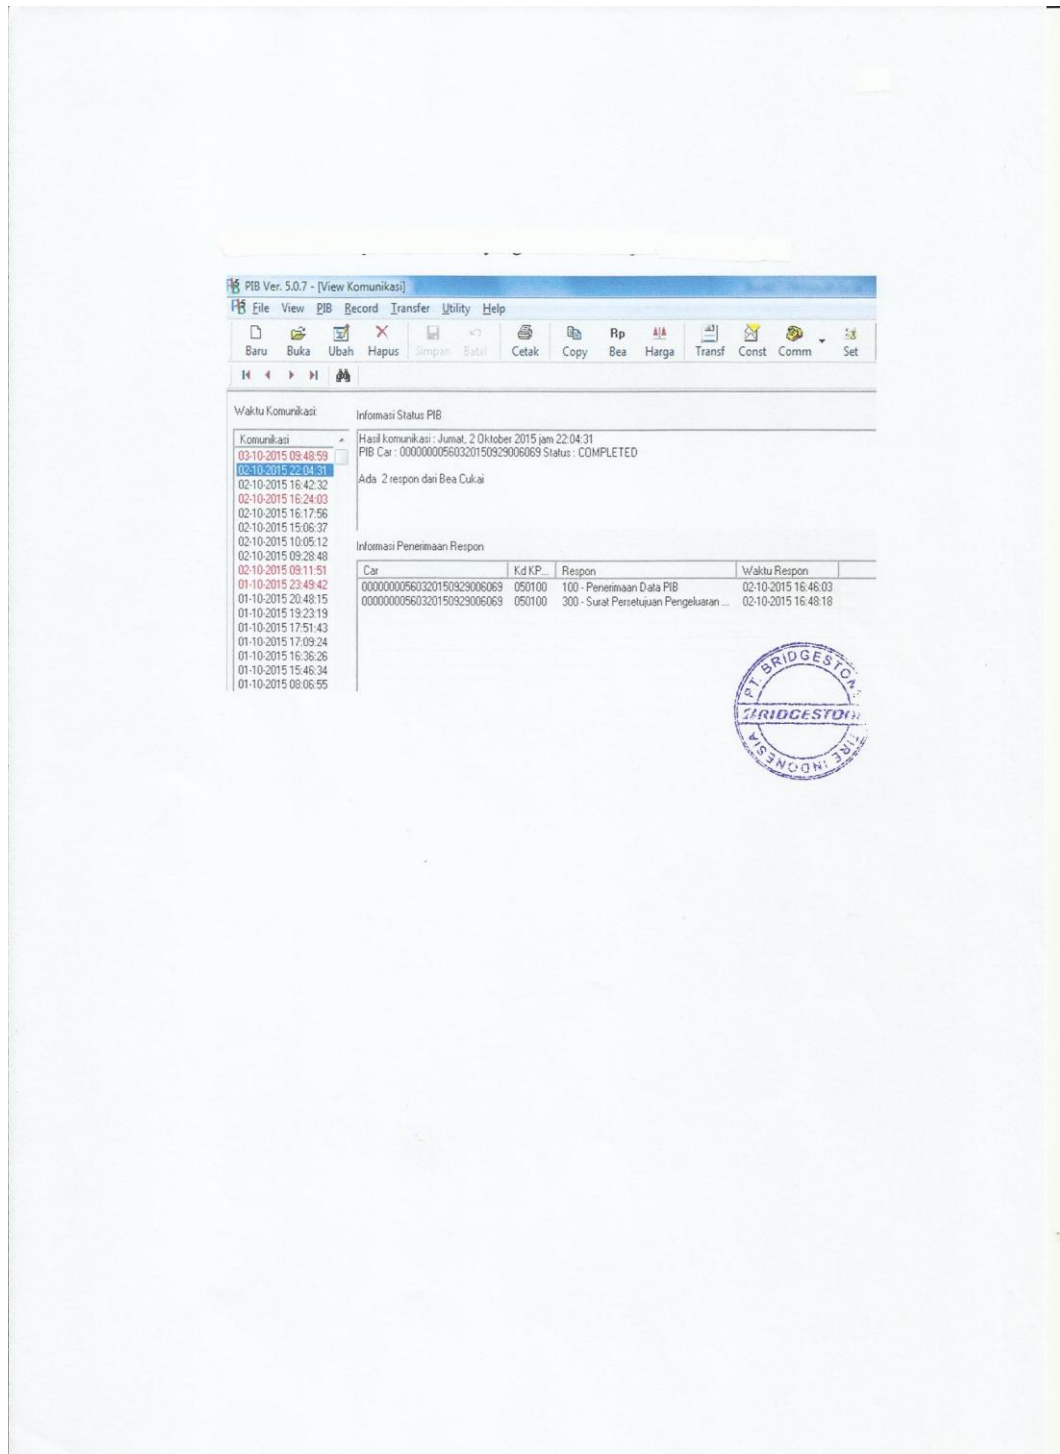 PIB Ver. 5.0.7 - [View Komunikasi]
File View PIB Record Transfer Utility Help
Baru Buka Ubah Hapus Simpan Batal Cetak Copy Rp Bea Harga Transf Const Comm Set
Waktu Komunikasi:
Komunikasi
03-10-2015 09:48:59
02-10-2015 22:04:31
02-10-2015 16:42:32
02-10-2015 16:24:03
02-10-2015 16:17:56
02-10-2015 15:06:37
02-10-2015 10:05:12
02-10-2015 09:28:48
02-10-2015 09:11:51
01-10-2015 23:49:42
01-10-2015 20:48:15
01-10-2015 19:23:19
01-10-2015 17:51:43
01-10-2015 17:09:24
01-10-2015 16:36:26
01-10-2015 15:46:34
01-10-2015 08:06:55
Informasi Status PIB
Hasil komunikasi : Jumat, 2 Oktober 2015 jam 22:04:31
PIB Car : 00000000560320150929006069 Status : COMPLETED
Ada 2 respon dari Bea Cukai
Informasi Penerimaan Respon
Car Kd KP... Respon Waktu Respon
00000000560320150929006069 050100 100 - Penerimaan Data PIB 02-10-2015 16:46:03
00000000560320150929006069 050100 300 - Surat Persetujuan Pengeluaran ... 02-10-2015 16:48:18
PT. BRIDGESTONE
BRIDGESTONE
TIRE INDONESIA